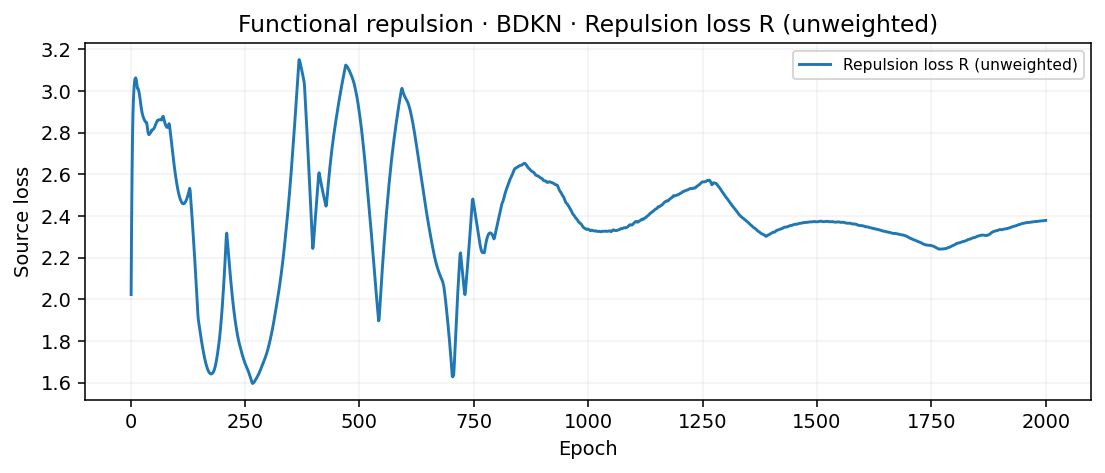 Functional repulsion · BDKN · Repulsion loss R (unweighted)
Repulsion loss R (unweighted)
Source loss
3.2
3.0
2.8
2.6
2.4
2.2
2.0
1.8
1.6
0 250 500 750 1000 1250 1500 1750 2000
Epoch